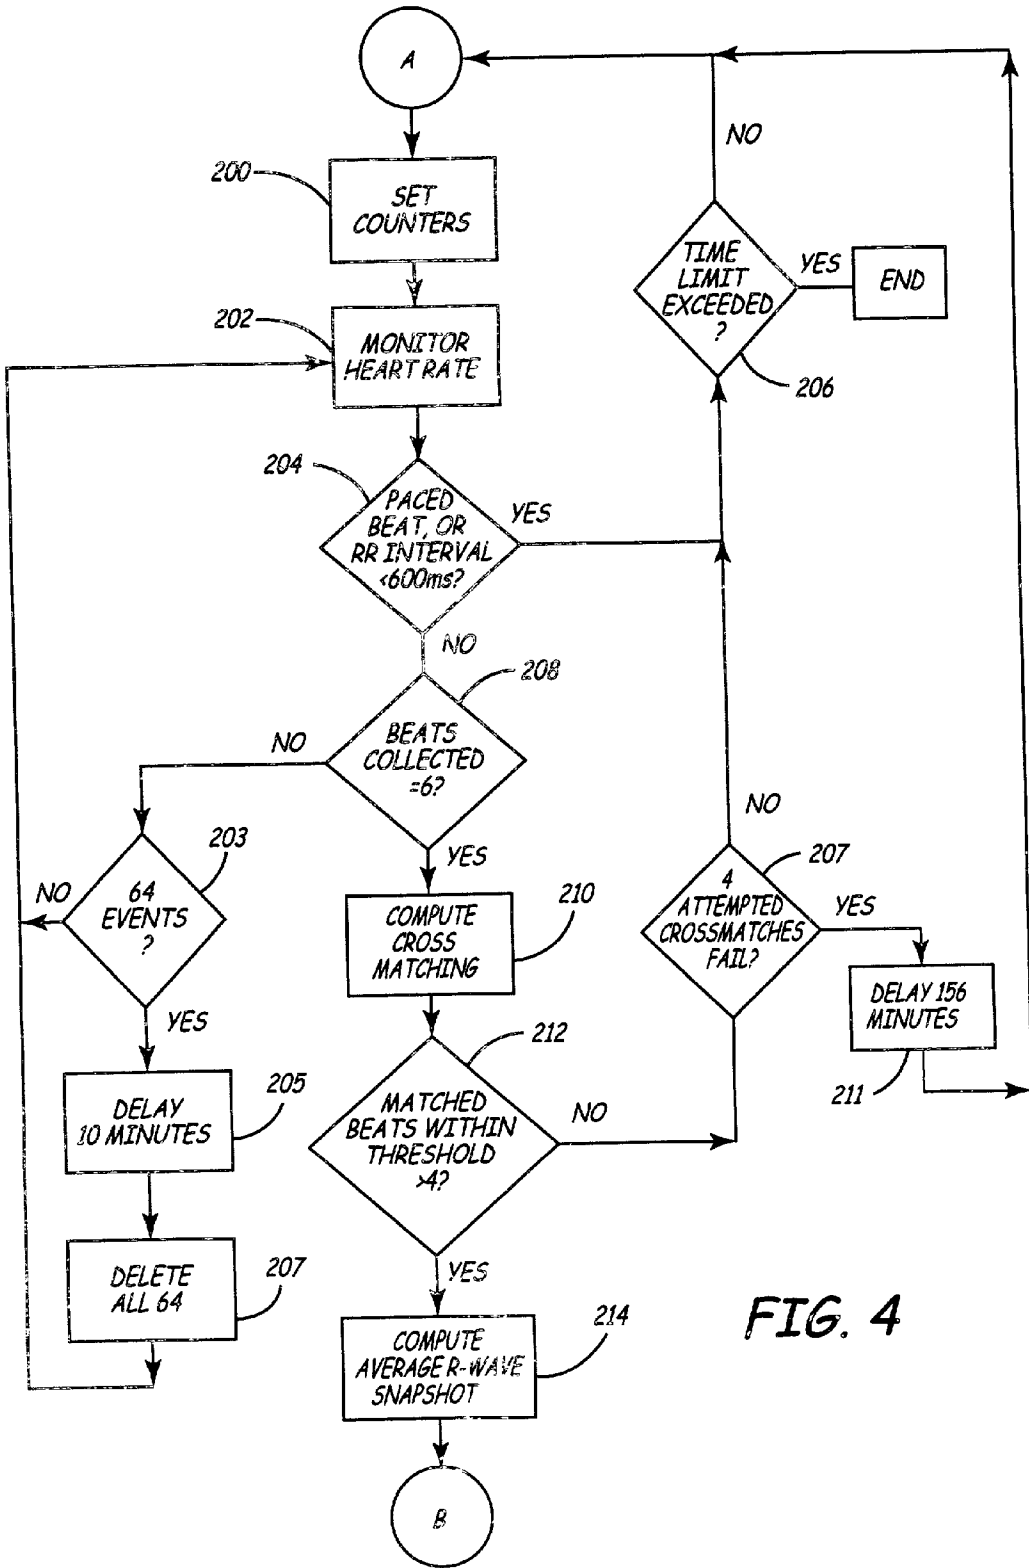 A
NO
200
SET
COUNTERS
TIME
LIMIT
EXCEEDED
?
YES
END
202
MONITOR
HEART RATE
206
204
PACED
BEAT, OR
RR INTERVAL
<600ms?
YES
NO
208
BEATS
COLLECTED
=6?
NO
NO
203
YES
207
NO
64
EVENTS
?
210
COMPUTE
CROSS
MATCHING
4
ATTEMPTED
CROSSMATCHES
FAIL?
YES
DELAY 156
MINUTES
YES
212
211
205
DELAY
10 MINUTES
MATCHED
BEATS WITHIN
THRESHOLD
>4?
NO
207
DELETE
ALL 64
YES
214
COMPUTE
AVERAGE R-WAVE
SNAPSHOT
FIG. 4
B